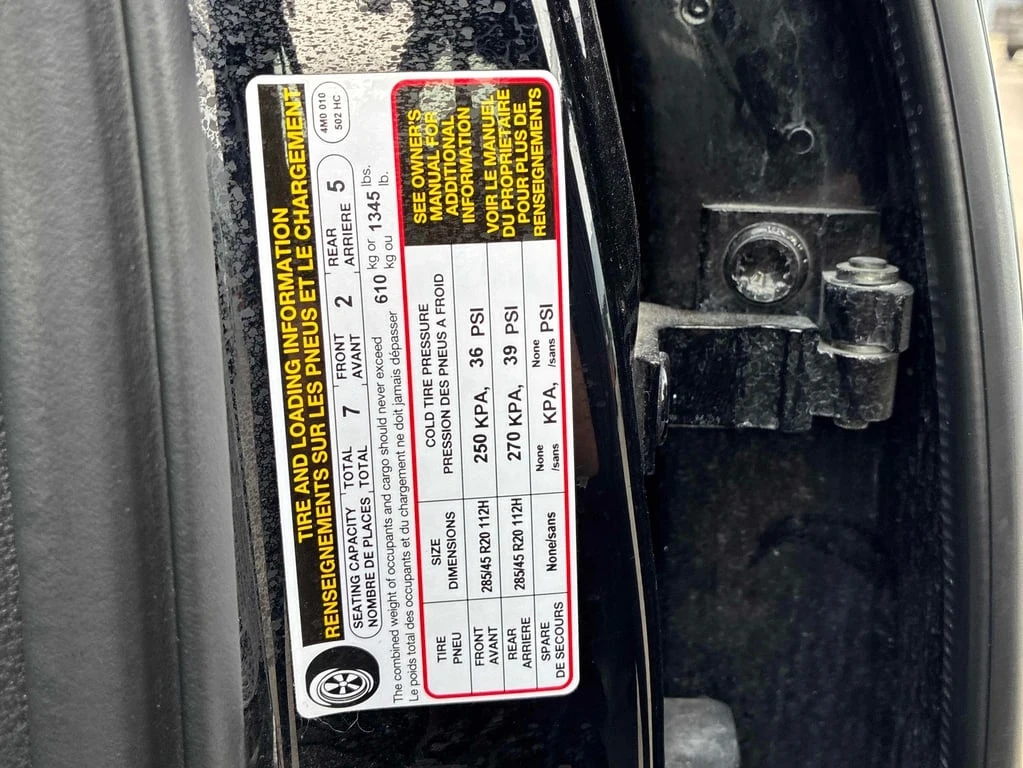 TIRE AND LOADING INFORMATION
RENSEIGNEMENTS SUR LES PNEUS ET LE CHARGEMENT
4M0 010
502 HC
SEATING CAPACITY TOTAL 7 FRONT 2 REAR 5
NOMBRE DE PLACES TOTAL AVANT ARRIERE
The combined weight of occupants and cargo should never exceed 610 kg or 1345 lbs.
Le poids total des occupants et du chargement ne doit jamais dépasser kg ou lb.
TIRE SIZE COLD TIRE PRESSURE
PNEU DIMENSIONS PRESSION DES PNEUS A FROID
FRONT 285/45 R20 112H 250 KPA, 36 PSI
AVANT
REAR 285/45 R20 112H 270 KPA, 39 PSI
ARRIERE
SPARE None/sans None KPA, None PSI
DE SECOURS /sans /sans
SEE OWNER'S
MANUAL FOR
ADDITIONAL
INFORMATION
VOIR LE MANUEL
DU PROPRIETAIRE
POUR PLUS DE
RENSEIGNEMENTS